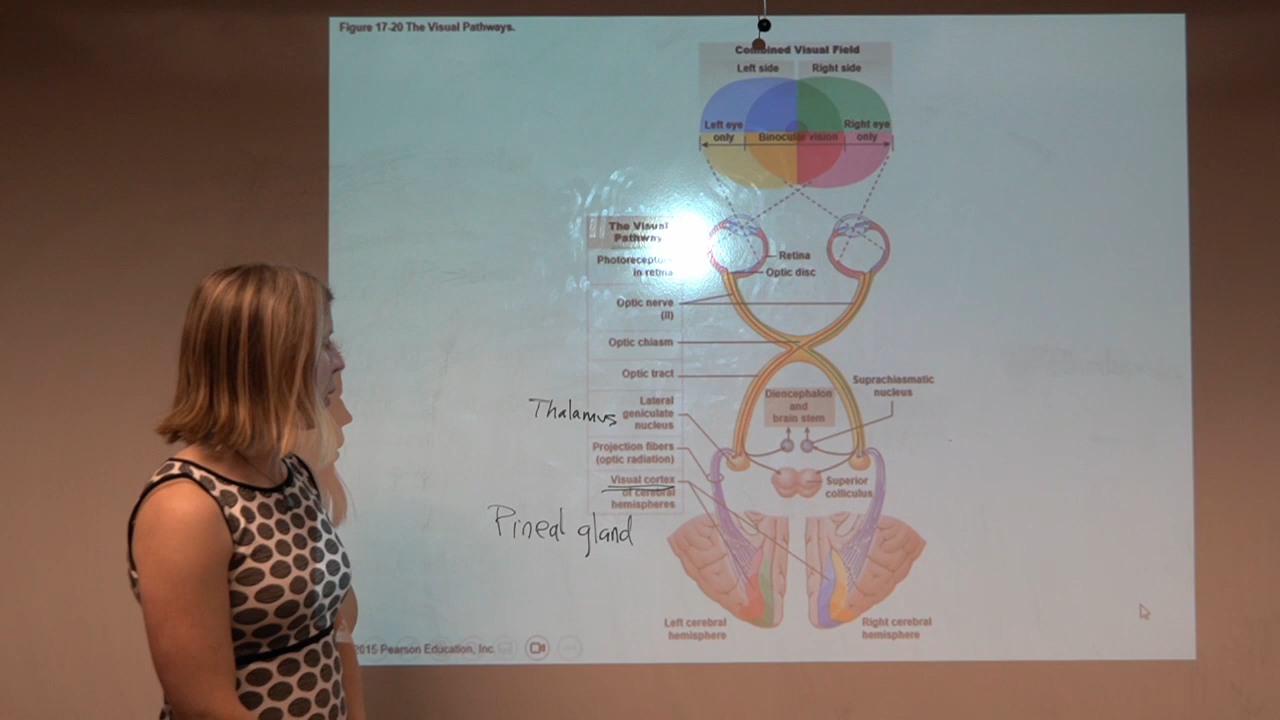 Figure 17-20 The Visual Pathways.
Combined Visual Field
Left side
Right side
Left eye
only
Binocular vision
Right eye
only
The Visual
Pathway
Photoreceptors
in retina
Retina
Optic disc
Optic nerve
(II)
Optic chiasm
Optic tract
Suprachiasmatic
nucleus
Diencephalon
and
brain stem
Thalamus
Lateral
geniculate
nucleus
Projection fibers
(optic radiation)
Visual cortex
of cerebral
hemispheres
Superior
colliculus
Pineal gland
Left cerebral
hemisphere
Right cerebral
hemisphere
2015 Pearson Education, Inc.